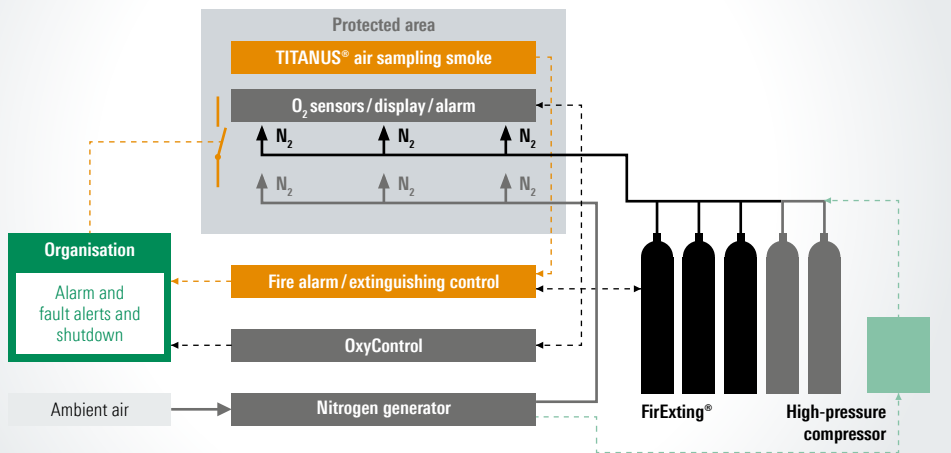 Protected area
TITANUS® air sampling smoke
O₂ sensors / display / alarm
N₂ N₂ N₂
N₂ N₂ N₂
Organisation
Alarm and
fault alerts and
shutdown
Fire alarm / extinguishing control
OxyControl
Ambient air
Nitrogen generator
FirExting®
High-pressure
compressor